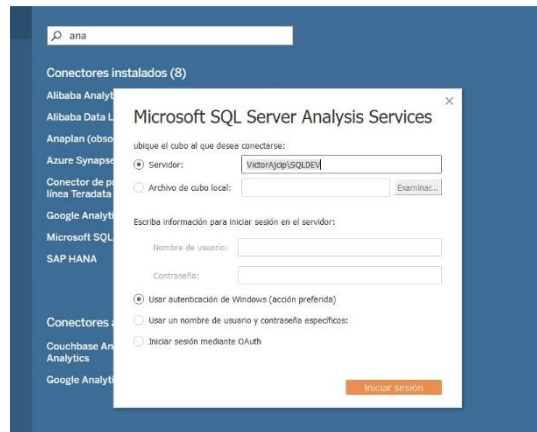 ana
Conectores instalados (8)
Alibaba Analyt
Alibaba Data L
Anaplan (obso
Azure Synapse
Conector de p
línea Teradata
Google Analyti
Microsoft SQL
SAP HANA
Conectores a
Couchbase An
Analytics
Google Analyti
Microsoft SQL Server Analysis Services
ubique el cubo al que desea conectarse:
Servidor: VictorAjcip\SQLDEV
Archivo de cubo local: Examinar...
Escriba información para iniciar sesión en el servidor:
Nombre de usuario:
Contraseña:
Usar autenticación de Windows (acción preferida)
Usar un nombre de usuario y contraseña específicos:
Iniciar sesión mediante OAuth
Iniciar sesión